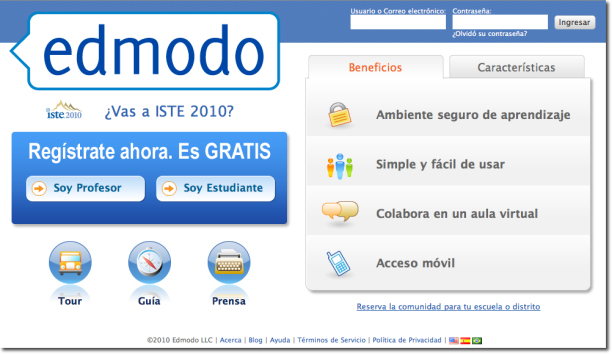 Usuario o Correo electrónico: Contraseña:
Ingresar
¿Olvidó su contraseña?
edmodo
iste.2010 ¿Vas a ISTE 2010?
Regístrate ahora. Es GRATIS
Soy Profesor Soy Estudiante
Tour Guía Prensa
Beneficios Características
Ambiente seguro de aprendizaje
Simple y fácil de usar
Colabora en un aula virtual
Acceso móvil
Reserva la comunidad para tu escuela o distrito
©2010 Edmodo LLC | Acerca | Blog | Ayuda | Términos de Servicio | Política de Privacidad |